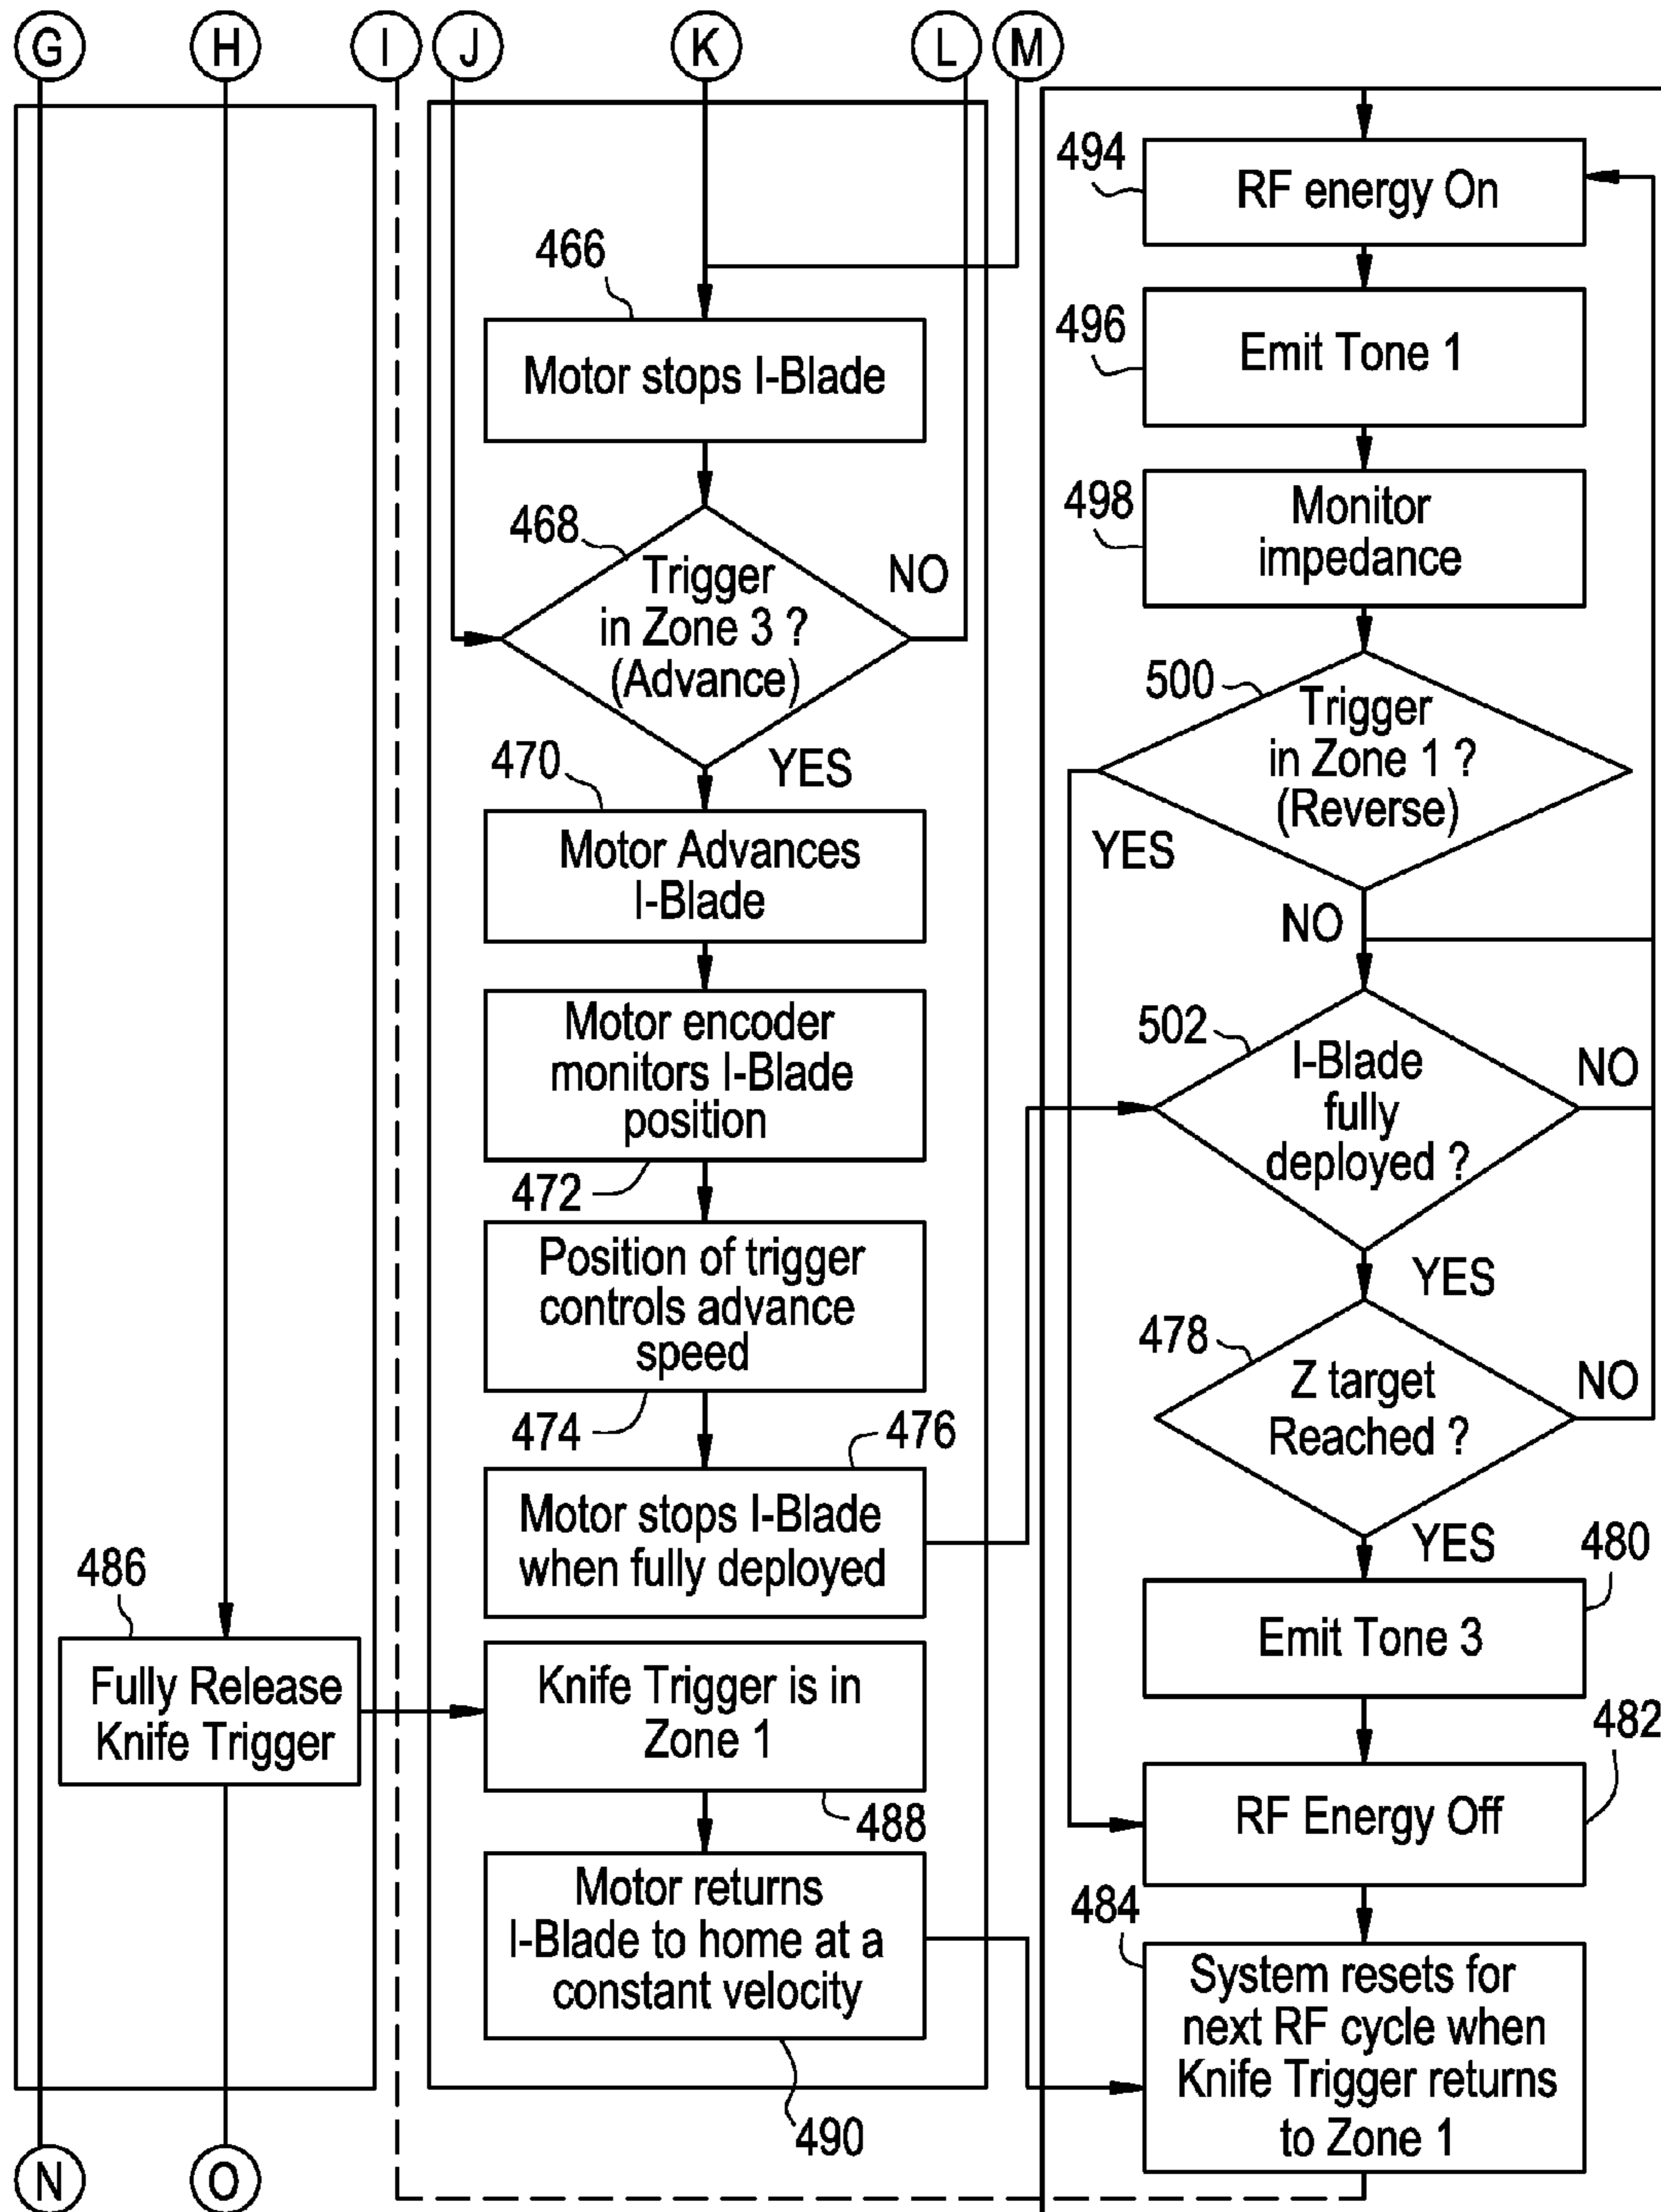 G
H
I
J
K
L
M
466
Motor stops I-Blade
468
Trigger
in Zone 3 ?
(Advance)
NO
YES
470
Motor Advances
I-Blade
Motor encoder
monitors I-Blade
position
472
Position of trigger
controls advance
speed
474
476
Motor stops I-Blade
when fully deployed
486
Fully Release
Knife Trigger
Knife Trigger is in
Zone 1
488
Motor returns
I-Blade to home at a
constant velocity
490
494
RF energy On
496
Emit Tone 1
498
Monitor
impedance
500
Trigger
in Zone 1 ?
(Reverse)
YES
NO
502
I-Blade
fully
deployed ?
NO
YES
478
Z target
Reached ?
NO
YES
480
Emit Tone 3
482
RF Energy Off
484
System resets for
next RF cycle when
Knife Trigger returns
to Zone 1
N
O